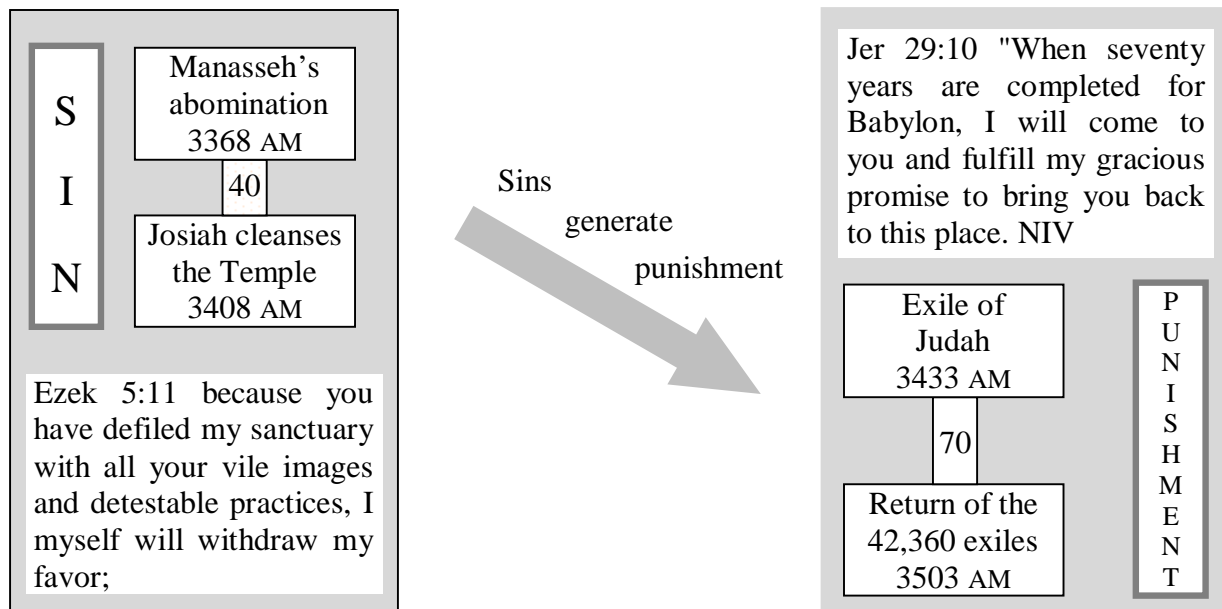 S
I
N
Manasseh’s
abomination
3368 AM
40
Josiah cleanses
the Temple
3408 AM
Ezek 5:11 because you
have defiled my sanctuary
with all your vile images
and detestable practices, I
myself will withdraw my
favor;
Sins
generate
punishment
Jer 29:10 "When seventy
years are completed for
Babylon, I will come to
you and fulfill my gracious
promise to bring you back
to this place. NIV
Exile of
Judah
3433 AM
70
Return of the
42,360 exiles
3503 AM
P
U
N
I
S
H
M
E
N
T